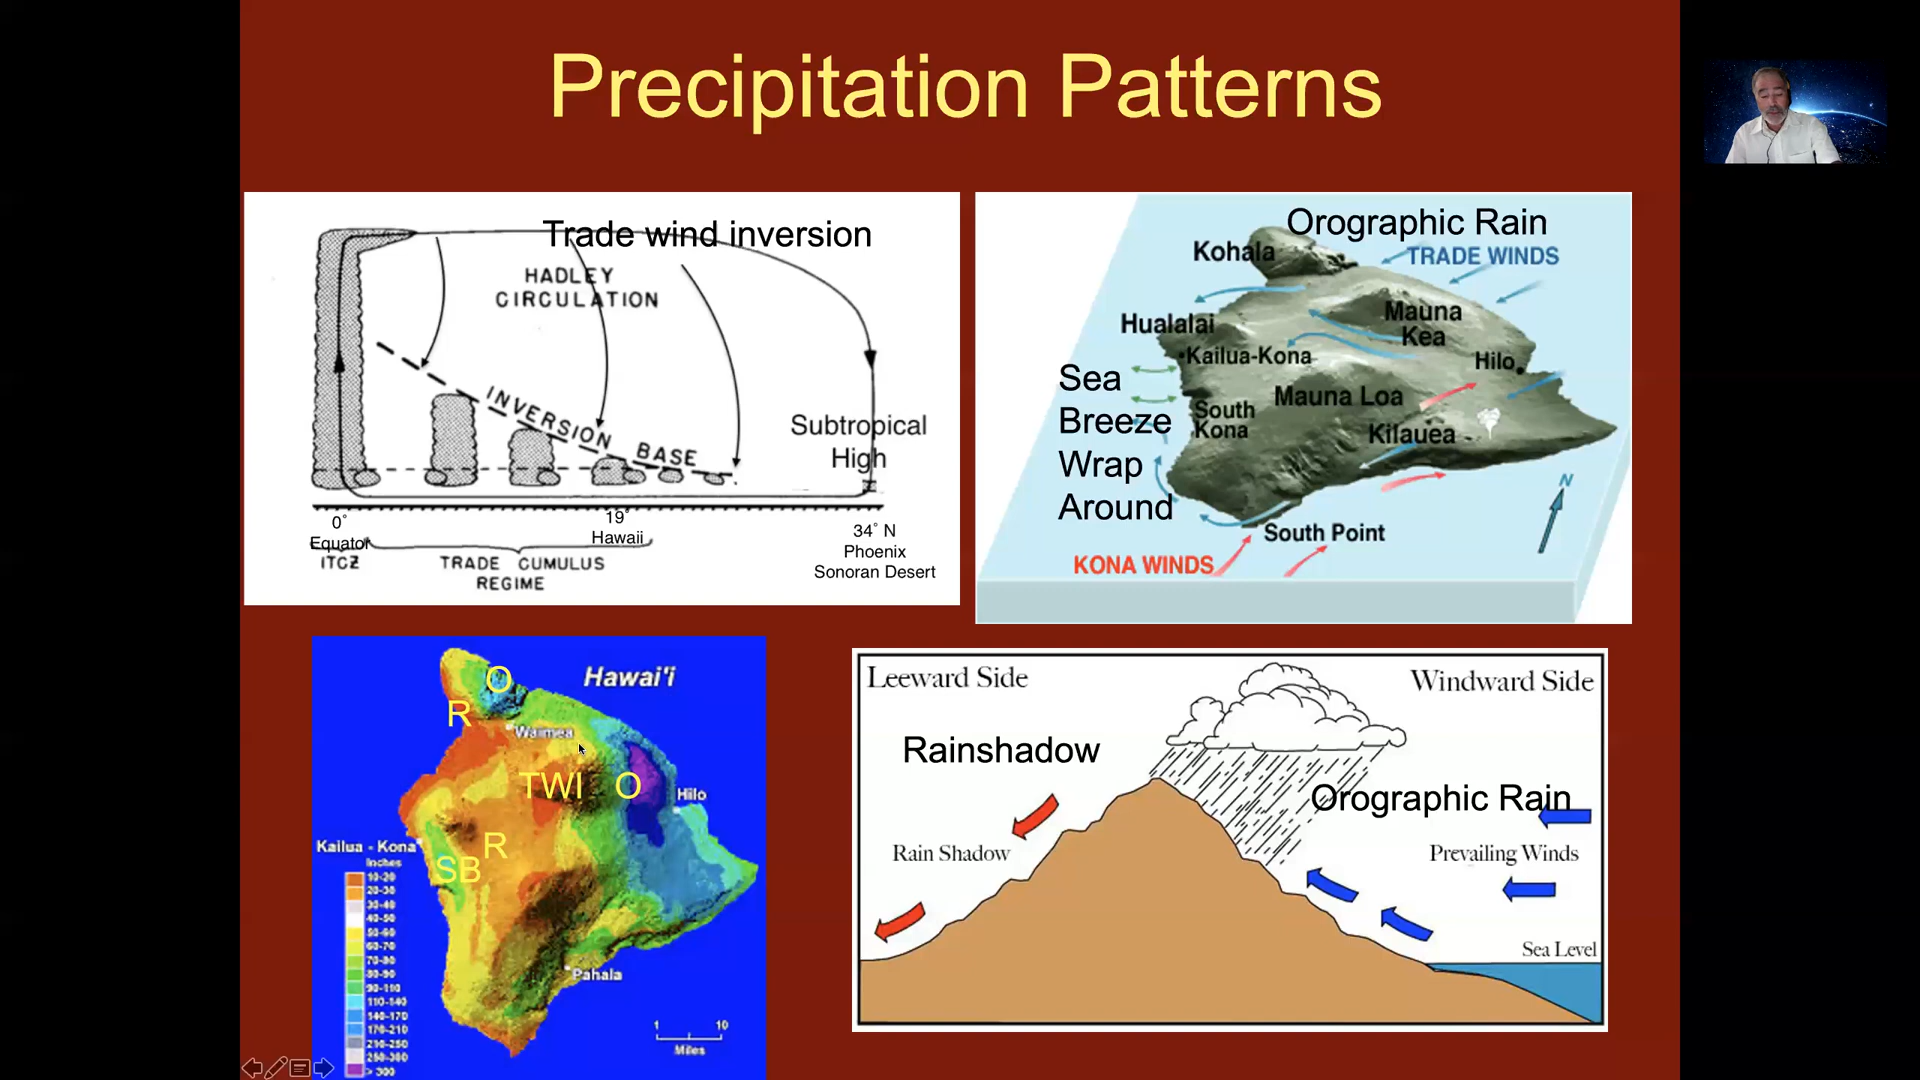 Precipitation Patterns
Trade wind inversion
HADLEY
CIRCULATION
INVERSION BASE
Subtropical
High
0°
Equator
ITCZ
19°
Hawaii
34° N
Phoenix
Sonoran Desert
TRADE CUMULUS
REGIME
Orographic Rain
Kohala
TRADE WINDS
Mauna
Kea
Hualalai
Kailua-Kona
Hilo
Sea
Breeze
Wrap
Around
Mauna Loa
South
Kona
Kilauea
South Point
KONA WINDS
N
Hawai'i
O
R
Waimea
TWI
O
Hilo
Kailua - Kona
R
SB
Inches
10-20
20-30
30-40
40-50
50-60
60-70
70-80
80-90
90-110
110-140
140-170
170-210
210-250
250-300
> 300
Pahala
1 10
Miles
Leeward Side
Windward Side
Rainshadow
Orographic Rain
Rain Shadow
Prevailing Winds
Sea Level